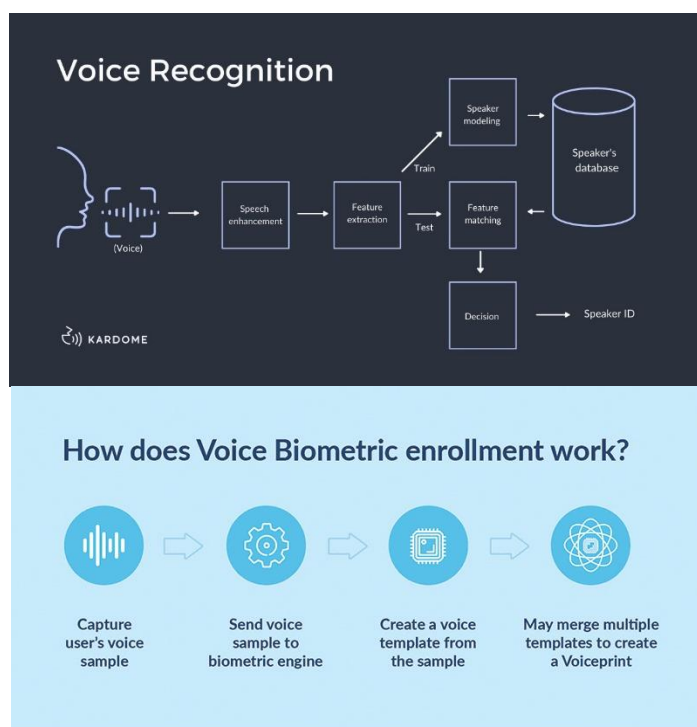 Voice Recognition
Speaker
modeling
Speaker's
database
Train
Speech
enhancement
Feature
extraction
Test
Feature
matching
(Voice)
Decision
Speaker ID
KARDOME
How does Voice Biometric enrollment work?
Capture
user's voice
sample
Send voice
sample to
biometric engine
Create a voice
template from
the sample
May merge multiple
templates to create
a Voiceprint